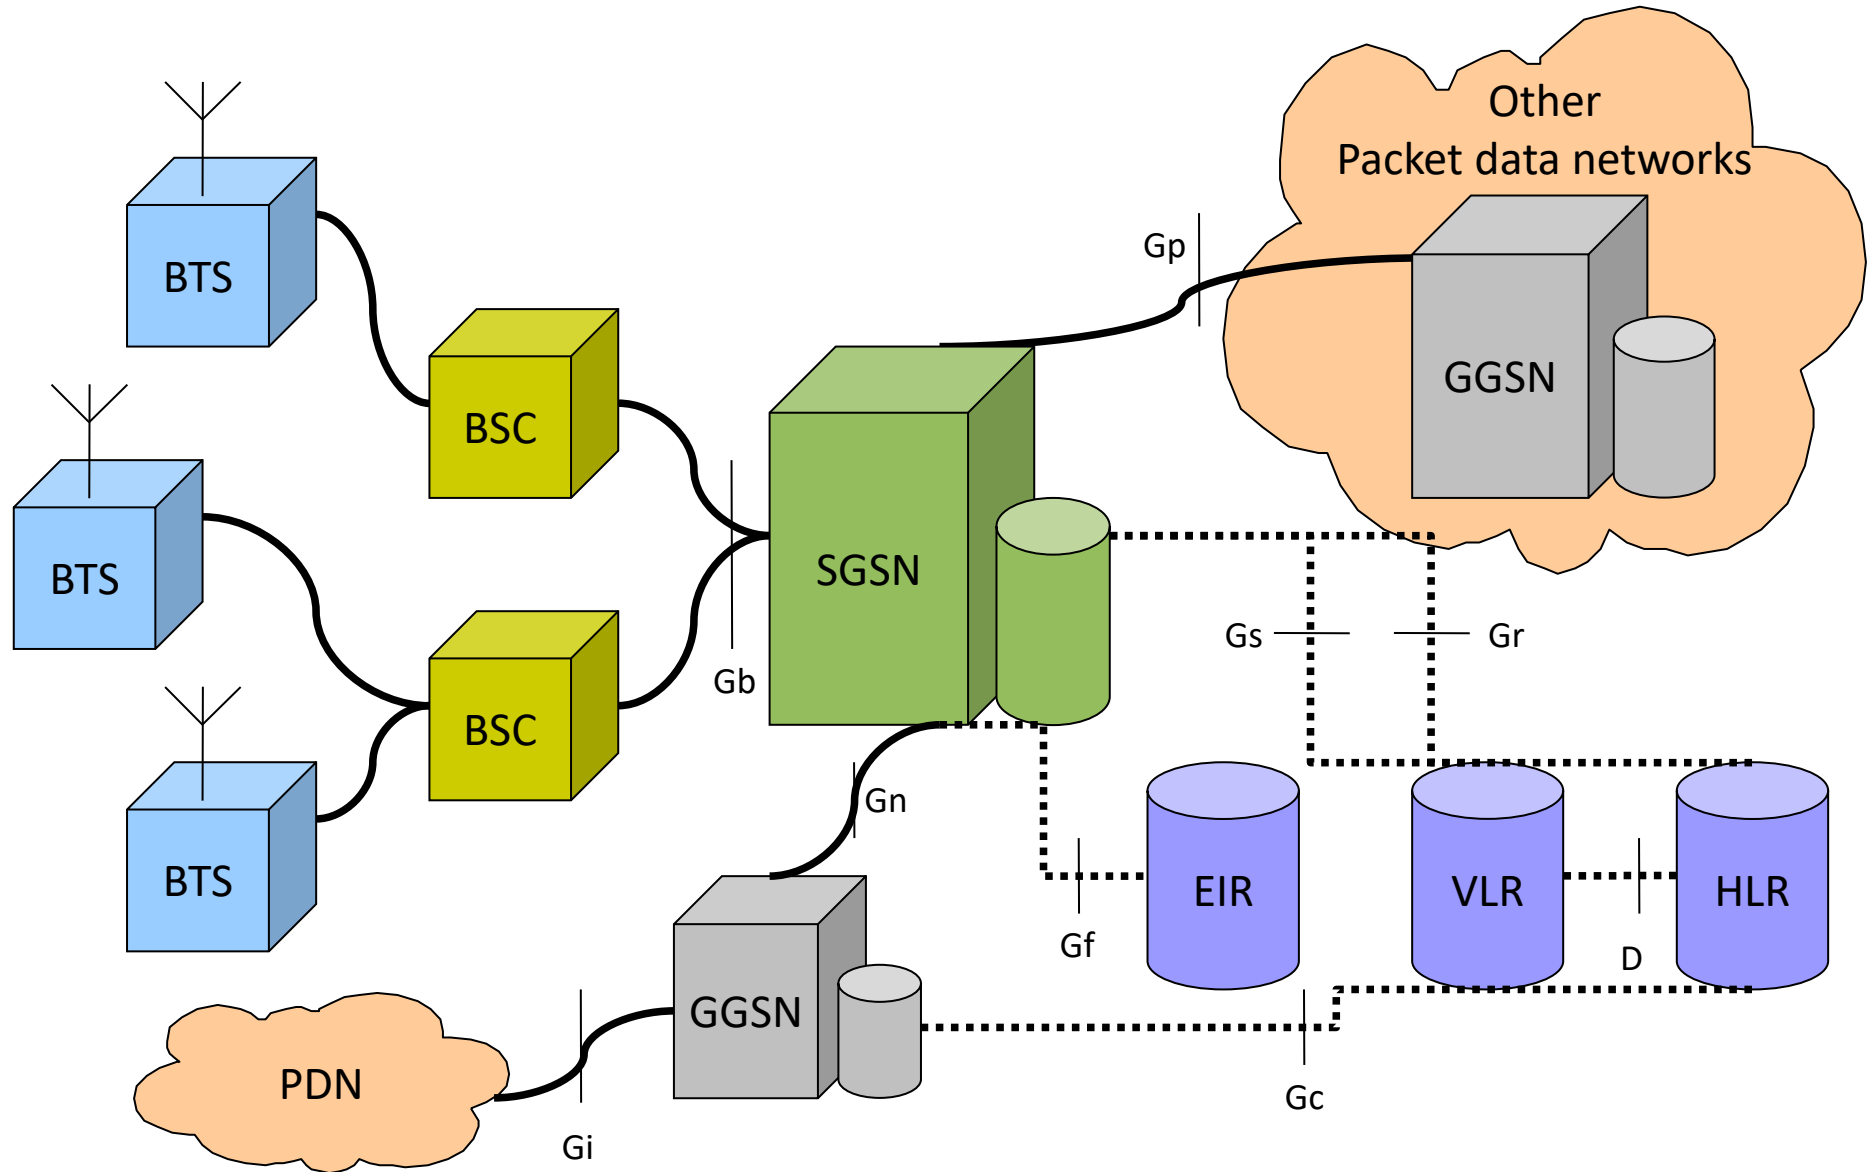 Other
Packet data networks
Gp
BTS
GGSN
BSC
SGSN
BTS
Gs
Gr
Gb
BSC
Gn
BTS
EIR
VLR
HLR
Gf
D
GGSN
PDN
Gc
Gi